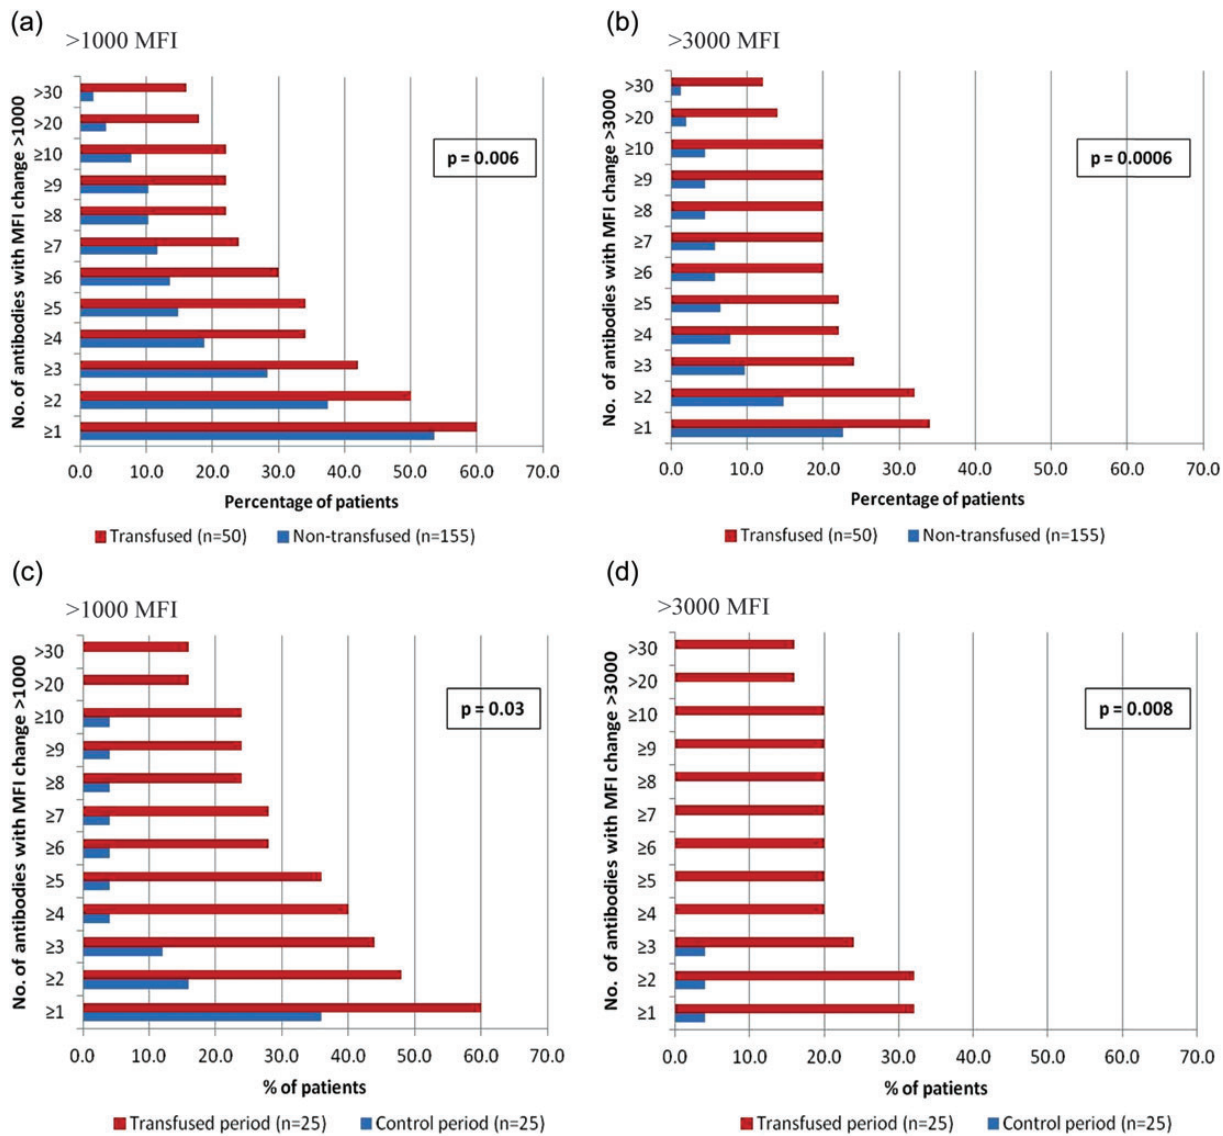 (a)
>1000 MFI
No. of antibodies with MFI change >1000
>30
>20
≥10
≥9
≥8
≥7
≥6
≥5
≥4
≥3
≥2
≥1
p = 0.006
0.0 10.0 20.0 30.0 40.0 50.0 60.0 70.0
Percentage of patients
Transfused (n=50) Non-transfused (n=155)
(b)
>3000 MFI
No. of antibodies with MFI change >3000
>30
>20
≥10
≥9
≥8
≥7
≥6
≥5
≥4
≥3
≥2
≥1
p = 0.0006
0.0 10.0 20.0 30.0 40.0 50.0 60.0 70.0
Percentage of patients
Transfused (n=50) Non-transfused (n=155)
(c)
>1000 MFI
No. of antibodies with MFI change >1000
>30
>20
≥10
≥9
≥8
≥7
≥6
≥5
≥4
≥3
≥2
≥1
p = 0.03
0.0 10.0 20.0 30.0 40.0 50.0 60.0 70.0
% of patients
Transfused period (n=25) Control period (n=25)
(d)
>3000 MFI
No. of antibodies with MFI change >3000
>30
>20
≥10
≥9
≥8
≥7
≥6
≥5
≥4
≥3
≥2
≥1
p = 0.008
0.0 10.0 20.0 30.0 40.0 50.0 60.0 70.0
% of patients
Transfused period (n=25) Control period (n=25)